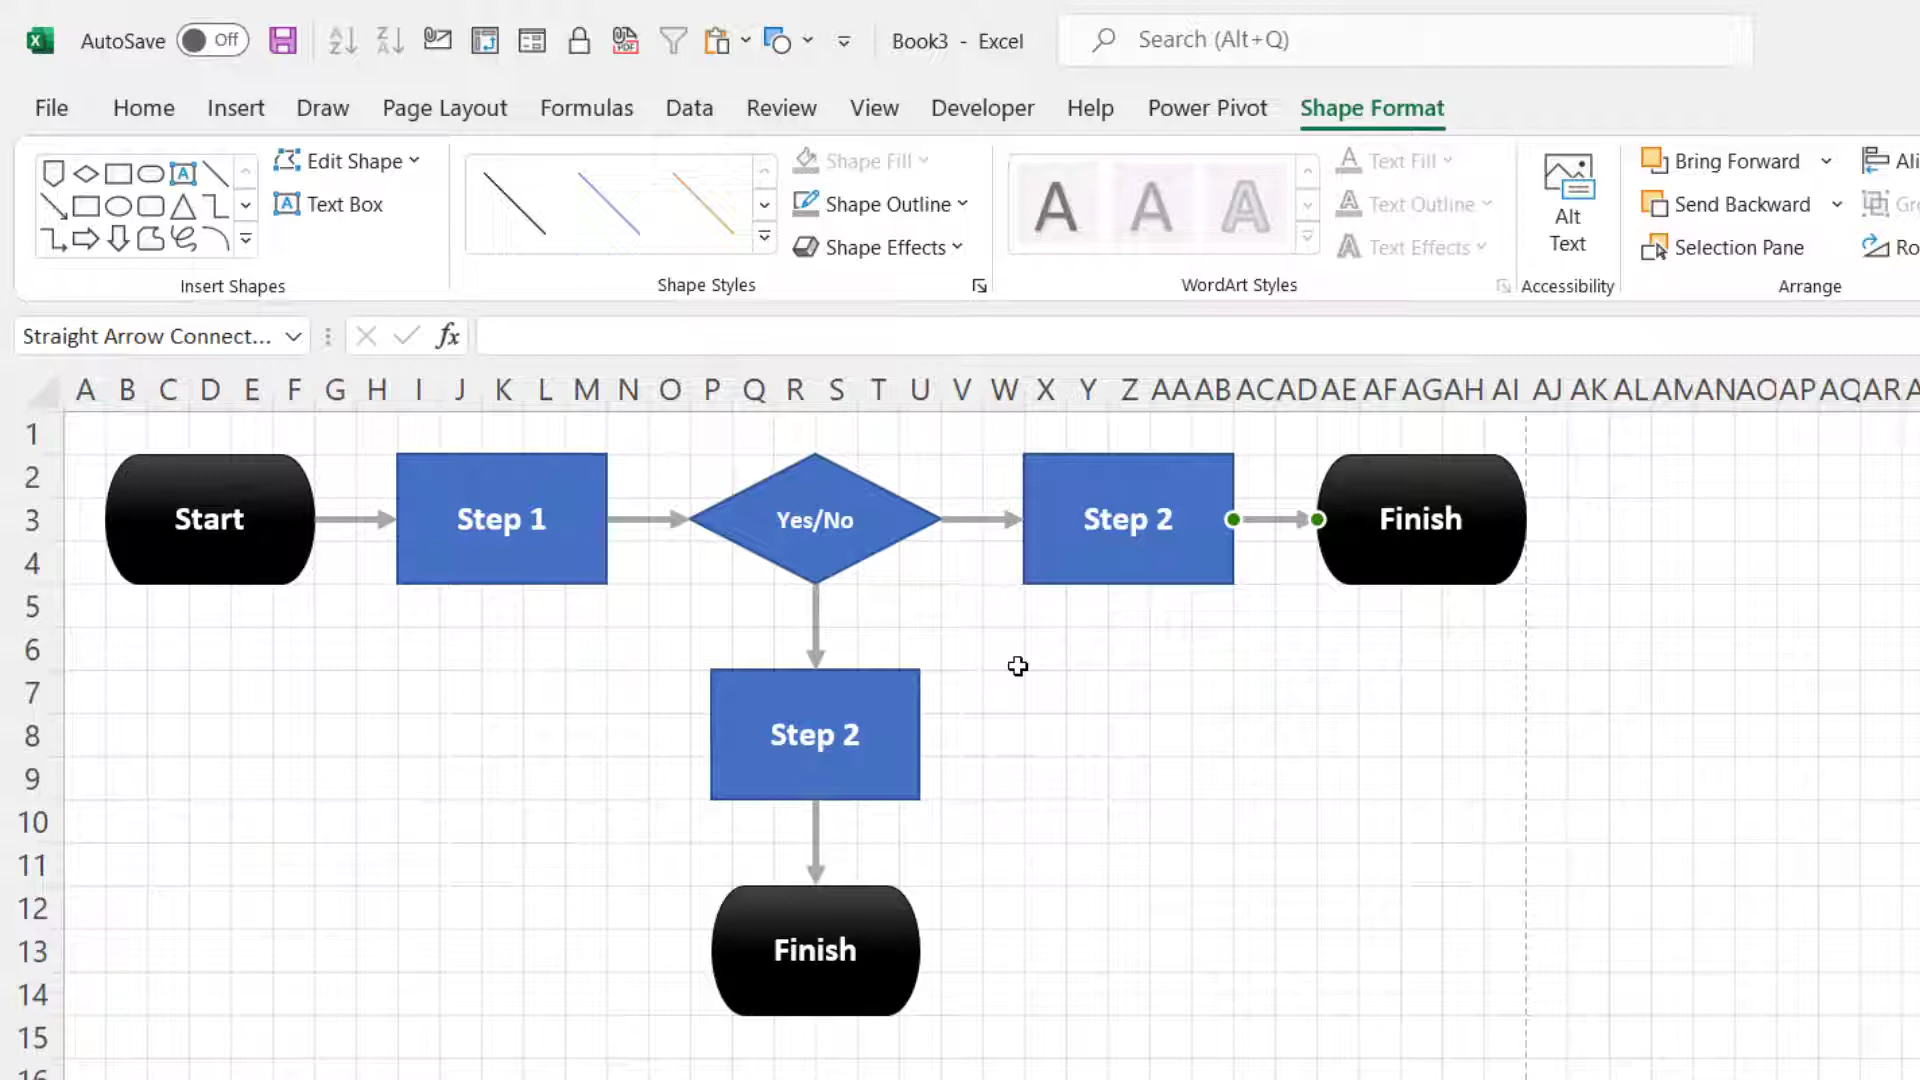 AutoSave Off Book3 - Excel Search (Alt+Q)
File Home Insert Draw Page Layout Formulas Data Review View Developer Help Power Pivot Shape Format
Edit Shape
Text Box
Insert Shapes
Shape Fill
Shape Outline
Shape Effects
Shape Styles
A A A
Text Fill
Text Outline
Text Effects
WordArt Styles
Alt
Text
Accessibility
Bring Forward
Send Backward
Selection Pane
Ali
Gro
Ro
Arrange
Straight Arrow Connect... fx
A B C D E F G H I J K L M N O P Q R S T U V W X Y Z AA AB AC AD AE AF AG AH AI AJ AK AL AM AN AO AP AQ AR A
1
2
3
4
5
6
7
8
9
10
11
12
13
14
15
16
Start Step 1 Yes/No Step 2 Finish
Step 2
Finish